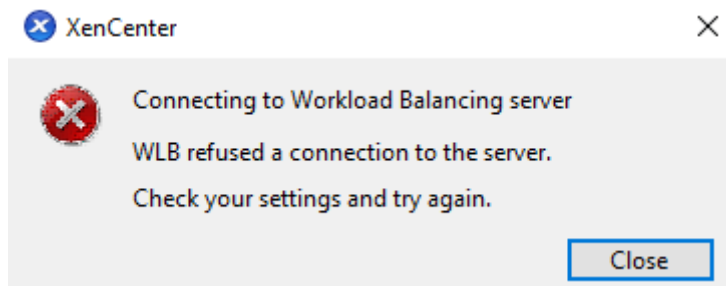 XenCenter
Connecting to Workload Balancing server
WLB refused a connection to the server.
Check your settings and try again.
Close